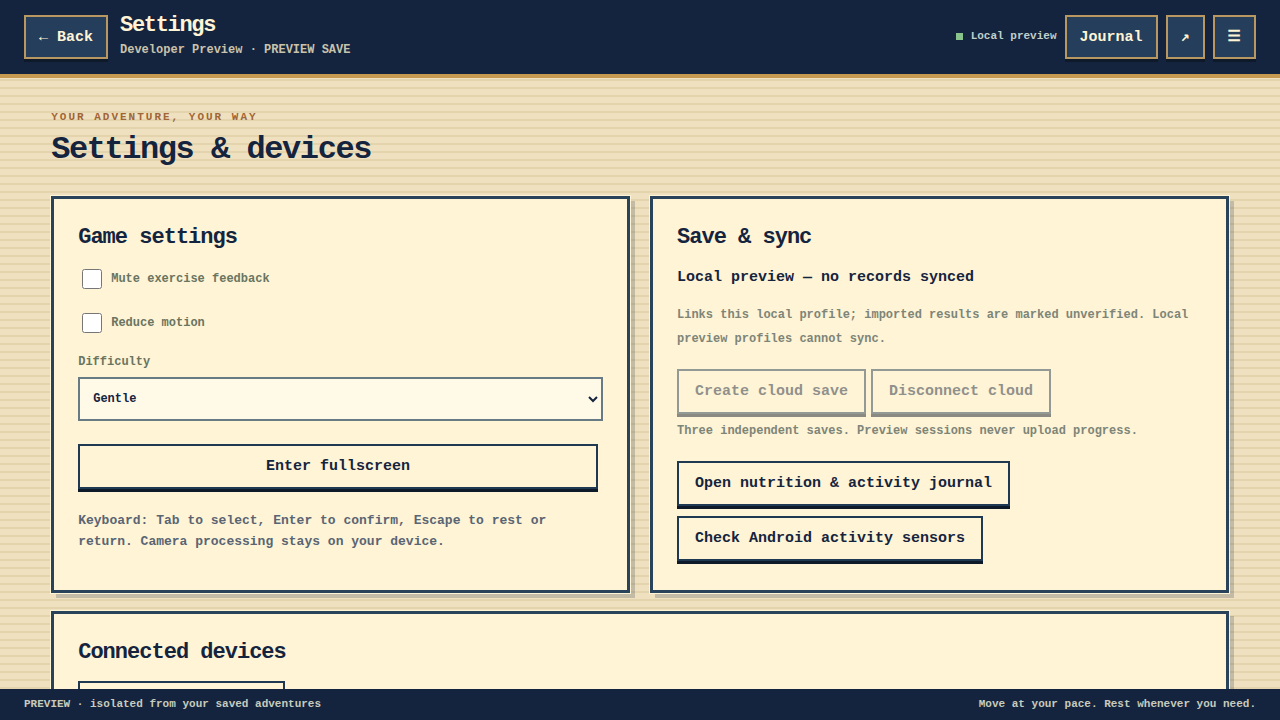 ← Back
Settings
Developer Preview · PREVIEW SAVE
Local preview
Journal
↗
☰
YOUR ADVENTURE, YOUR WAY
Settings & devices
Game settings
Mute exercise feedback
Reduce motion
Difficulty
Gentle
Enter fullscreen
Keyboard: Tab to select, Enter to confirm, Escape to rest or
return. Camera processing stays on your device.
Save & sync
Local preview — no records synced
Links this local profile; imported results are marked unverified. Local
preview profiles cannot sync.
Create cloud save
Disconnect cloud
Three independent saves. Preview sessions never upload progress.
Open nutrition & activity journal
Check Android activity sensors
Connected devices
PREVIEW · isolated from your saved adventures
Move at your pace. Rest whenever you need.